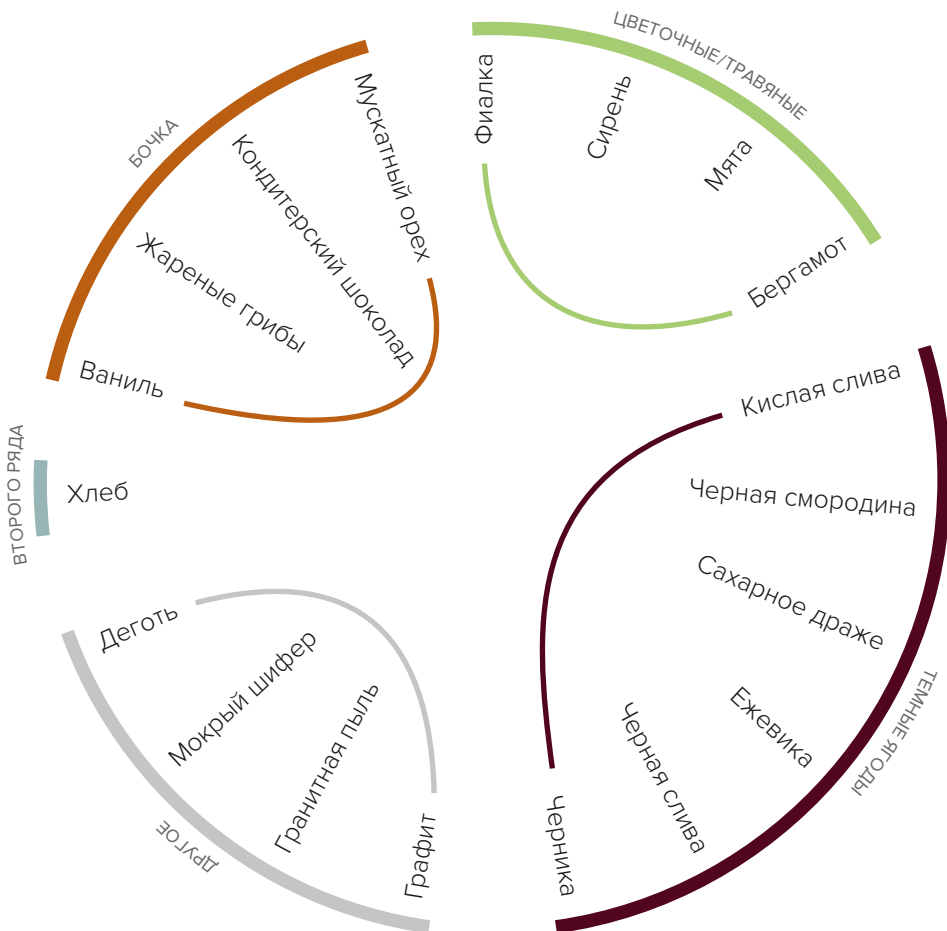 ЦВЕТОЧНЫЕ/ТРАВЯНЫЕ
Фиалка
Сирень
Мята
Бергамот
ТЕМНЫЕ ЯГОДЫ
Кислая слива
Черная смородина
Сахарное драже
Ежевика
Черная слива
Черника
ДРУГОЕ
Графит
Гранитная пыль
Мокрый шифер
Деготь
ВТОРОГО РЯДА
Хлеб
БОЧКА
Ваниль
Жареные грибы
Кондитерский шоколад
Мускатный орех